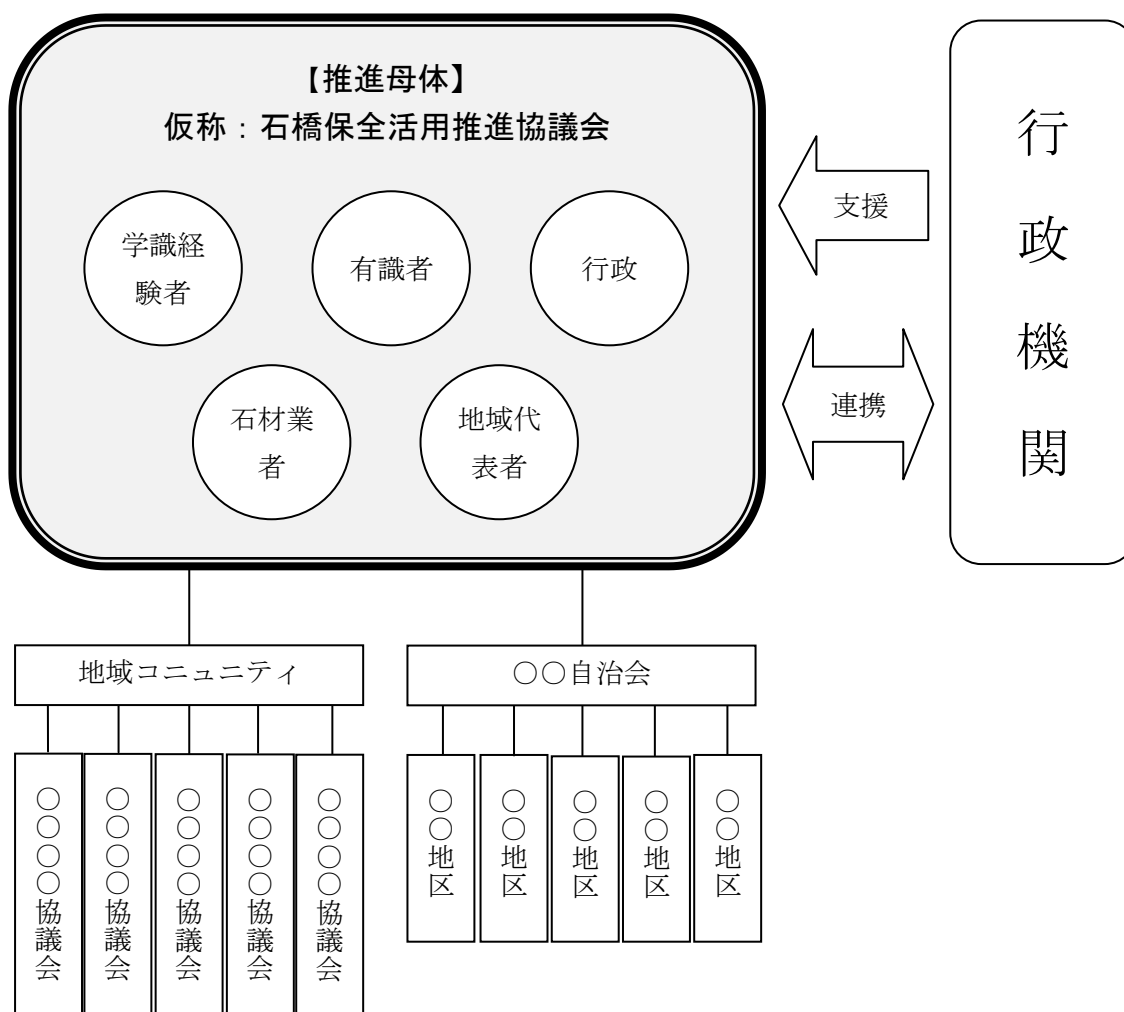 【推進母体】
仮称：石橋保全活用推進協議会
学識経
験者
有識者
行政
石材業
者
地域代
表者
支援
連携
行政機関
地域コニュニティ
○○自治会
○○○○協議会
○○○○協議会
○○○○協議会
○○○○協議会
○○○○協議会
○○地区
○○地区
○○地区
○○地区
○○地区